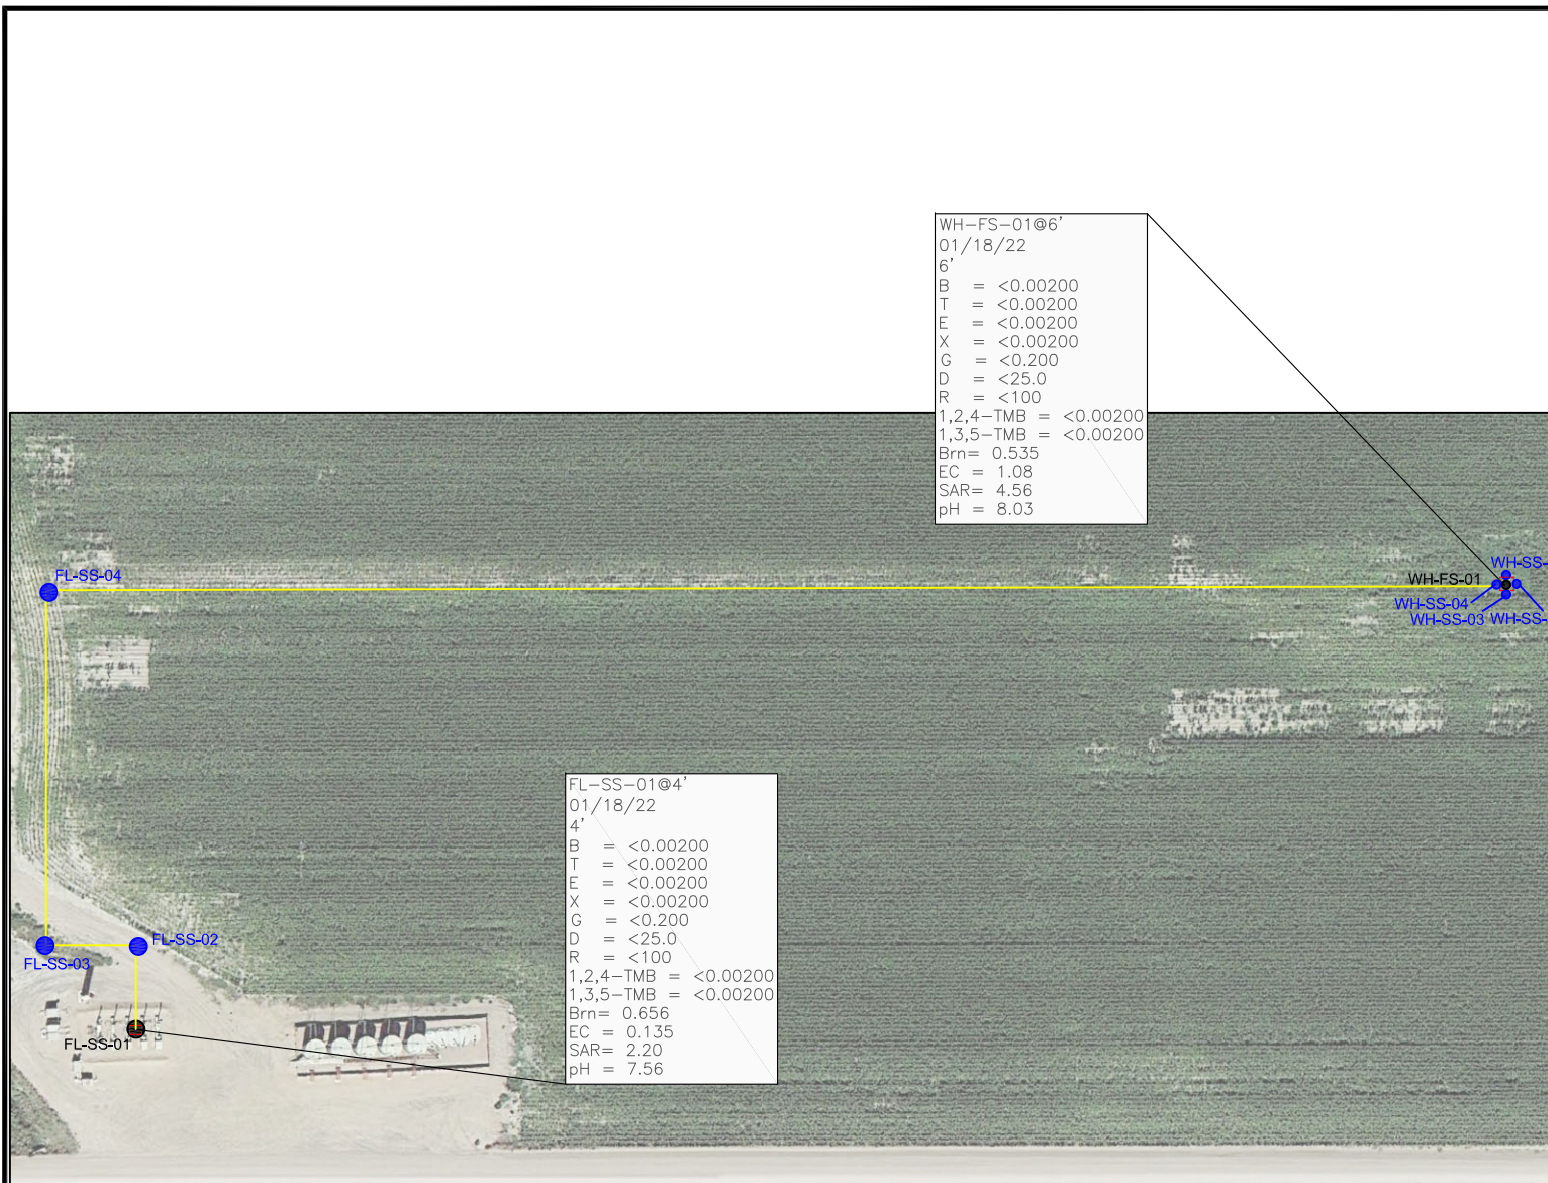 WH-FS-01@6'
01/18/22
6'
B = <0.00200
T = <0.00200
E = <0.00200
X = <0.00200
G = <0.200
D = <25.0
R = <100
1,2,4-TMB = <0.00200
1,3,5-TMB = <0.00200
Brn= 0.535
EC = 1.08
SAR= 4.56
pH = 8.03
FL-SS-04
WH-SS-
WH-FS-01
WH-SS-04
WH-SS-03 WH-SS-
FL-SS-01@4'
01/18/22
4'
B = <0.00200
T = <0.00200
E = <0.00200
X = <0.00200
G = <0.200
D = <25.0
R = <100
1,2,4-TMB = <0.00200
1,3,5-TMB = <0.00200
Brn= 0.656
EC = 0.135
SAR= 2.20
pH = 7.56
FL-SS-02
FL-SS-03
FL-SS-01